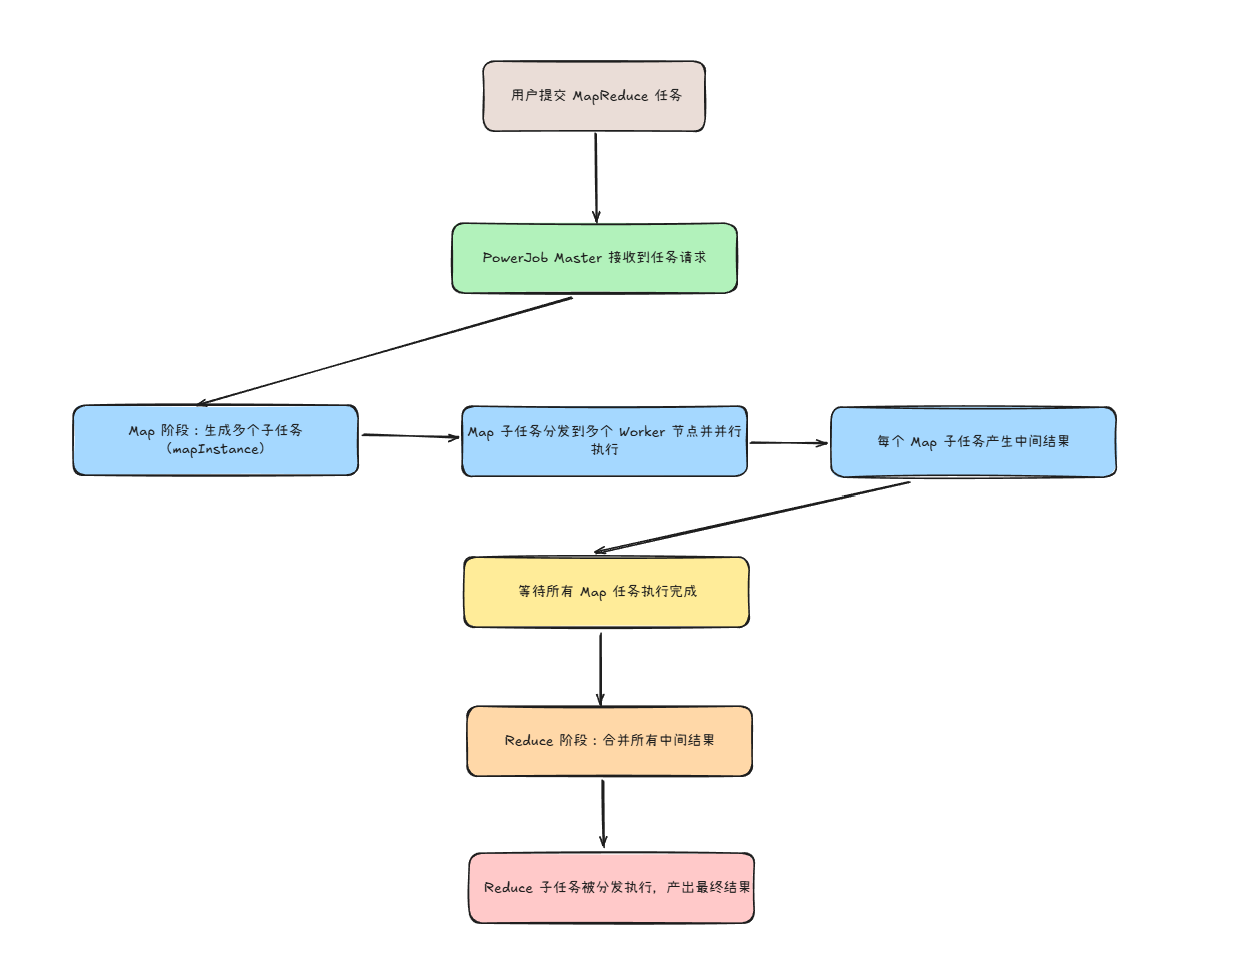 用户提交 MapReduce 任务
PowerJob Master 接收到任务请求
Map 阶段：生成多个子任务
（mapInstance）
Map 子任务分发到多个 Worker 节点并并行
执行
每个 Map 子任务产生中间结果
等待所有 Map 任务执行完成
Reduce 阶段：合并所有中间结果
Reduce 子任务被分发执行，产出最终结果